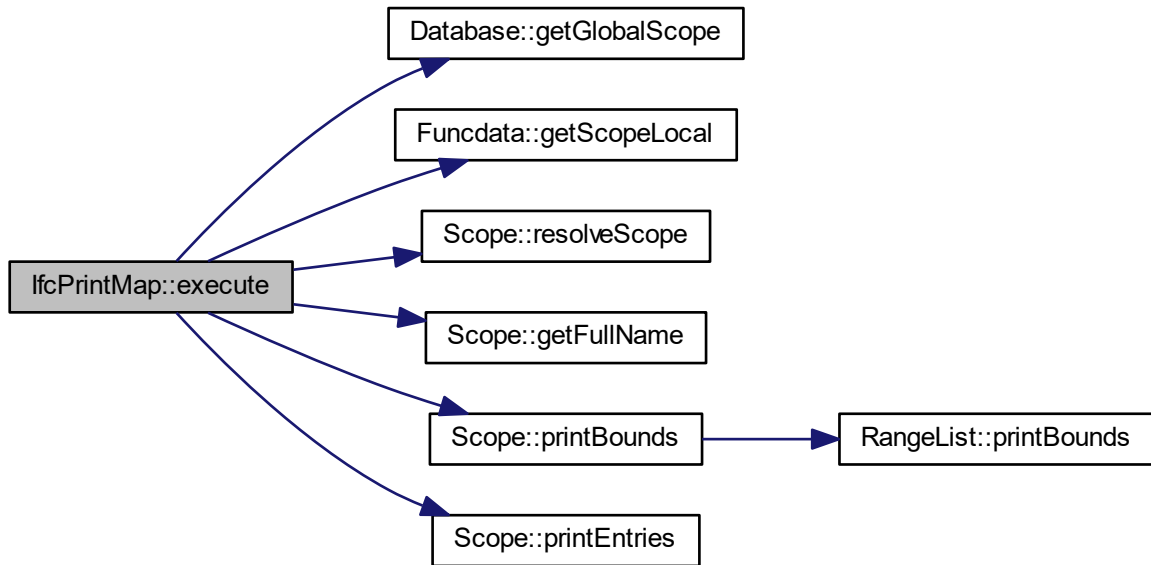 Database::getGlobalScope
Funcdata::getScopeLocal
Scope::resolveScope
IfcPrintMap::execute
Scope::getFullName
Scope::printBounds
RangeList::printBounds
Scope::printEntries